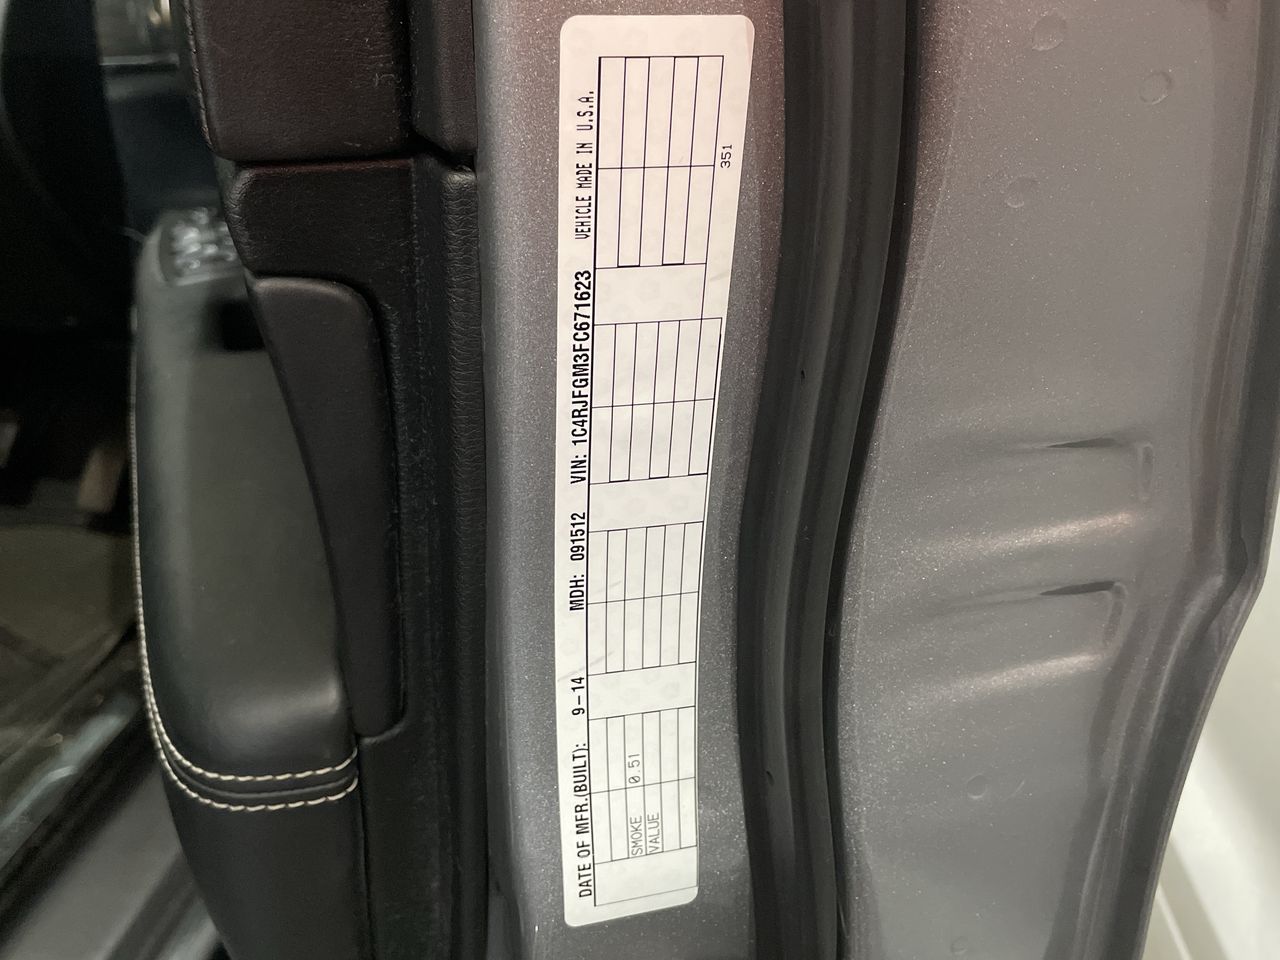 DATE OF MFR.(BUILT): 9-14 MDH: 091512 VIN: 1C4RJFGM3FC671623 VEHICLE MADE IN U.S.A.
SMOKE 0.51
VALUE
351